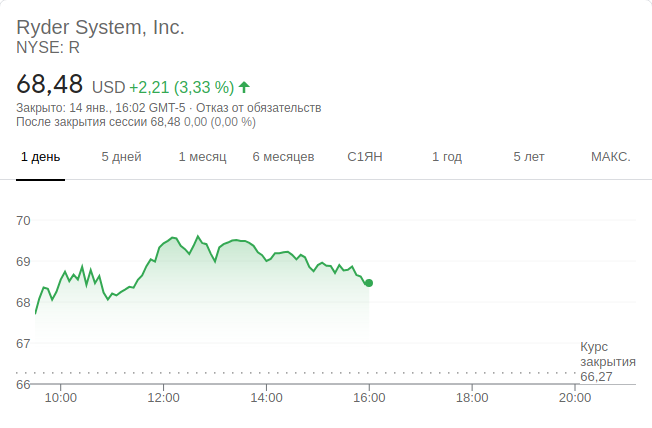 Ryder System, Inc.
NYSE: R
68,48 USD +2,21 (3,33 %)
Закрыто: 14 янв., 16:02 GMT-5 · Отказ от обязательств
После закрытия сессии 68,48 0,00 (0,00 %)
1 день 5 дней 1 месяц 6 месяцев С1ЯН 1 год 5 лет МАКС.
70
69
68
67
66
Курс
закрытия
66,27
10:00 12:00 14:00 16:00 18:00 20:00